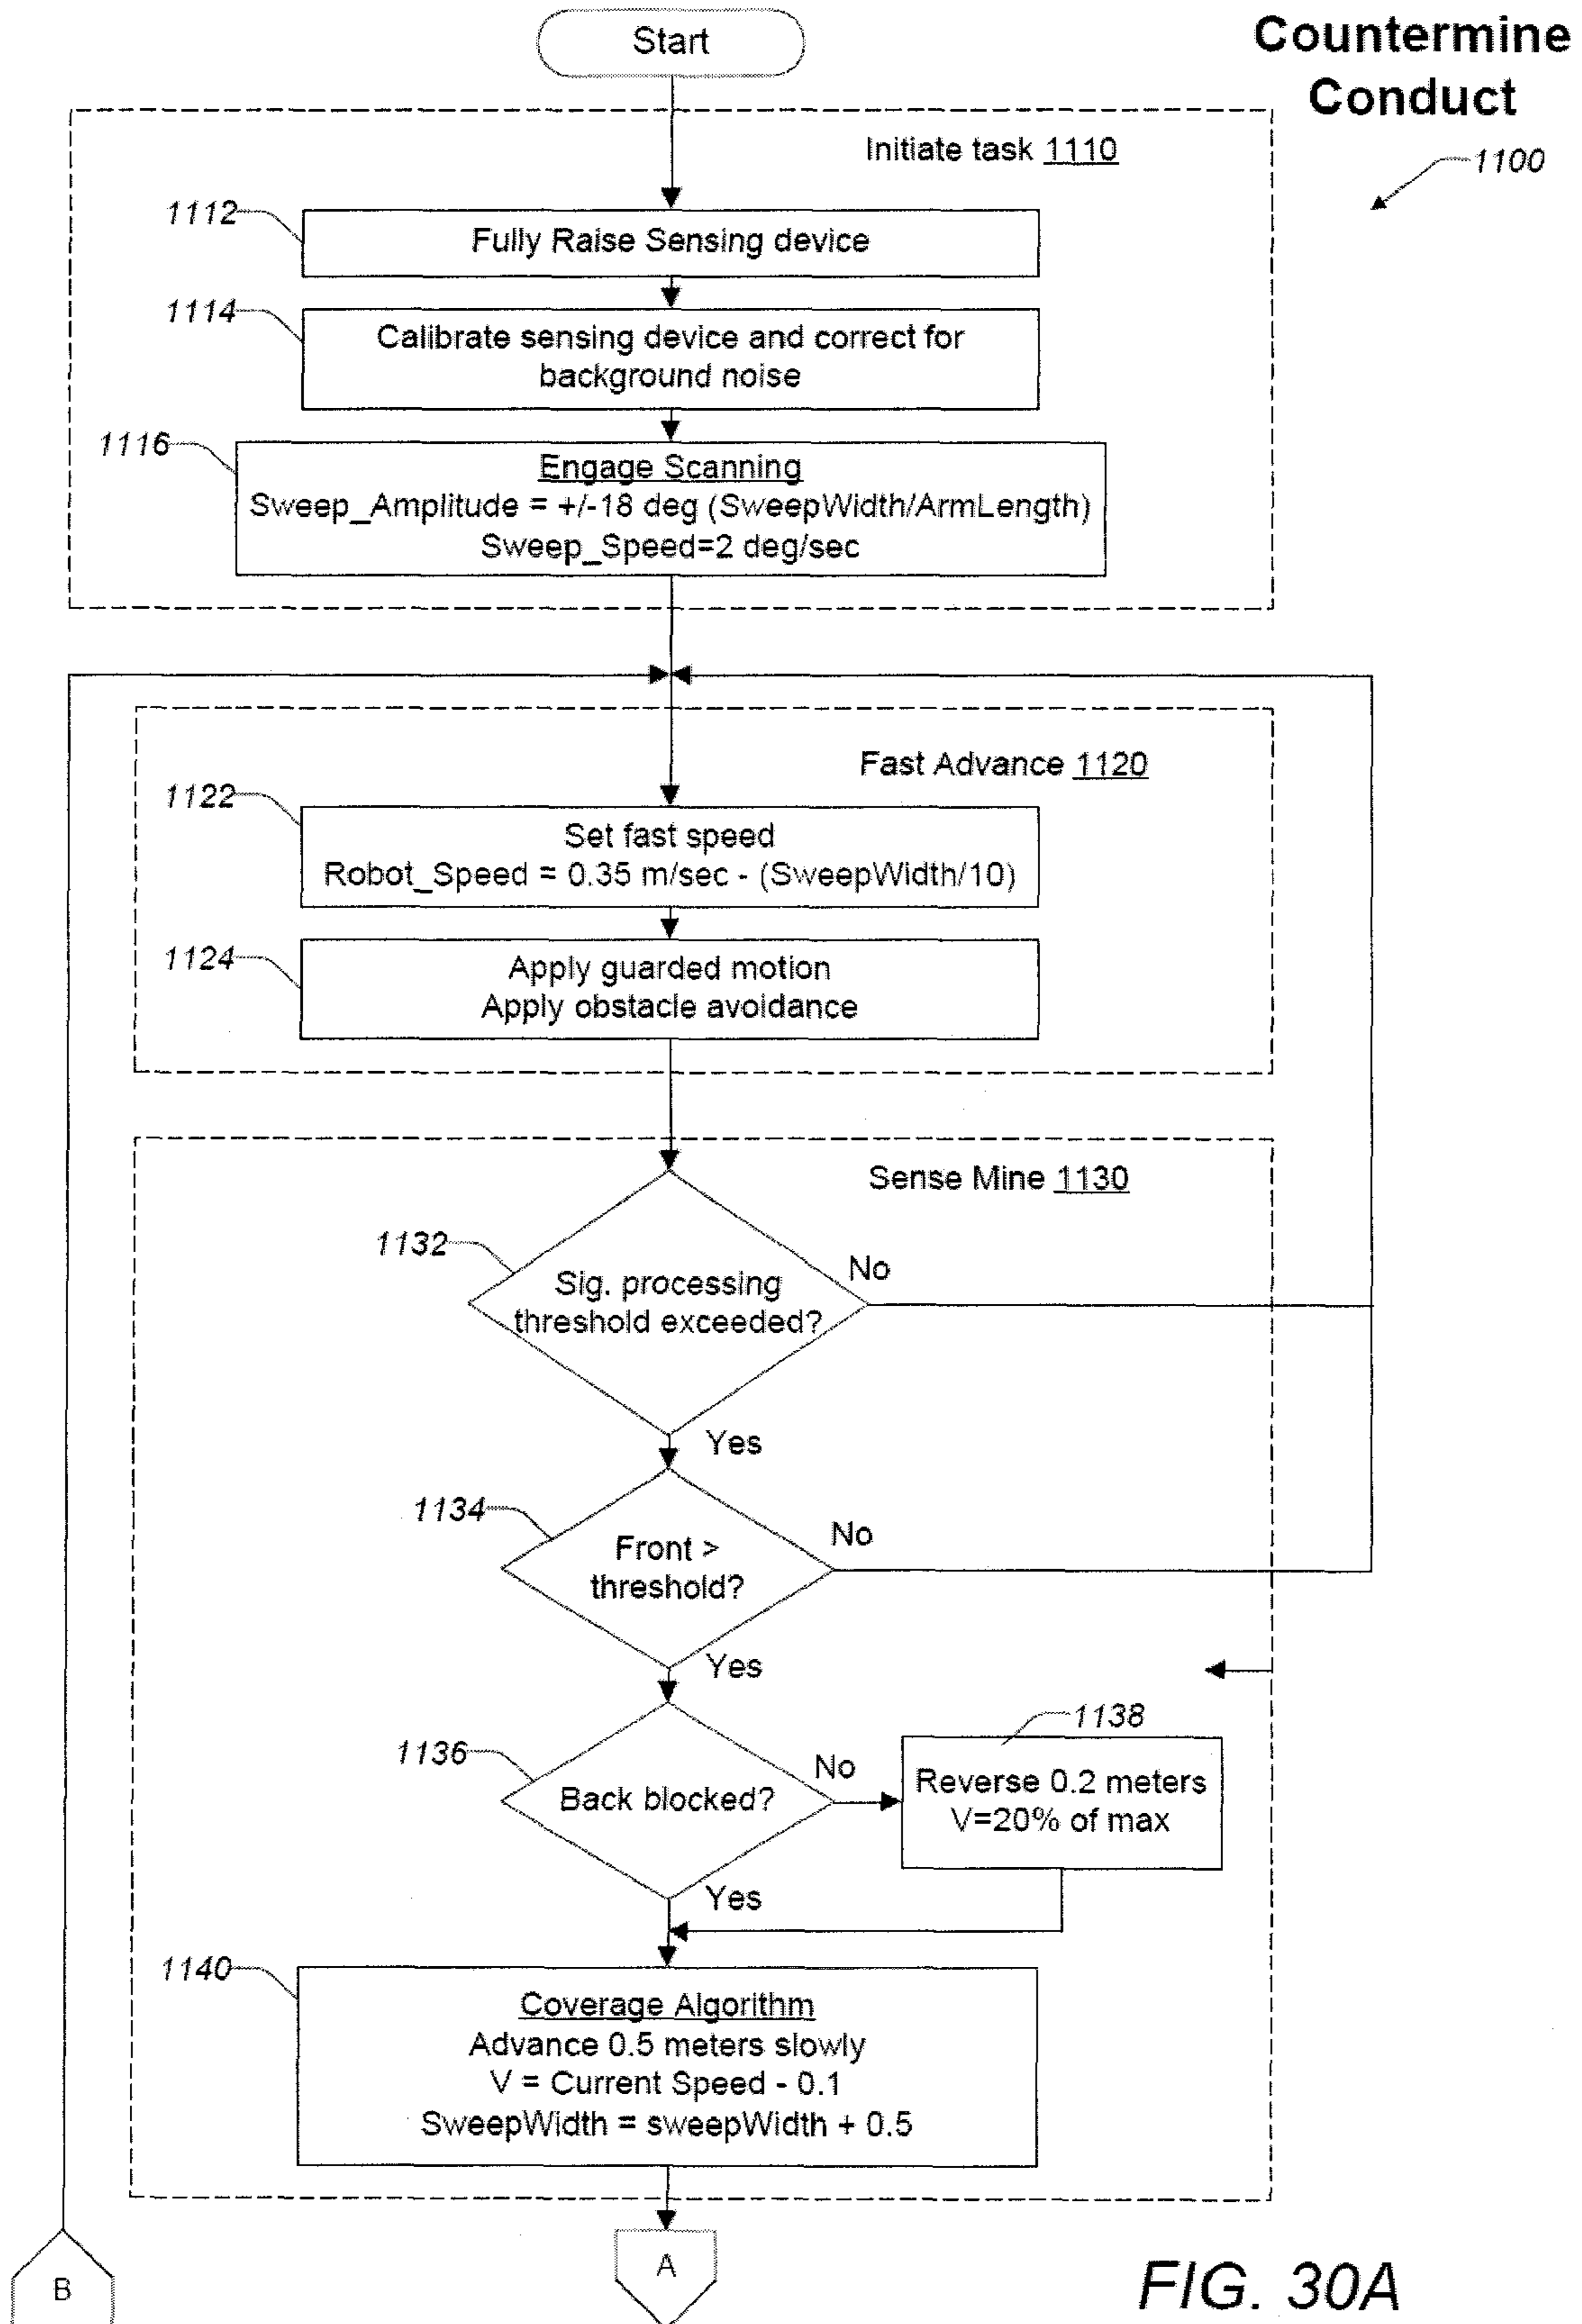 Start
Countermine
Conduct
1100
Initiate task 1110
1112
Fully Raise Sensing device
1114
Calibrate sensing device and correct for
background noise
1116
Engage Scanning
Sweep_Amplitude = +/-18 deg (SweepWidth/ArmLength)
Sweep_Speed=2 deg/sec
Fast Advance 1120
1122
Set fast speed
Robot_Speed = 0.35 m/sec - (SweepWidth/10)
1124
Apply guarded motion
Apply obstacle avoidance
Sense Mine 1130
1132
Sig. processing
threshold exceeded?
No
Yes
1134
Front >
threshold?
No
Yes
1136
Back blocked?
No
1138
Reverse 0.2 meters
V=20% of max
Yes
1140
Coverage Algorithm
Advance 0.5 meters slowly
V = Current Speed - 0.1
SweepWidth = sweepWidth + 0.5
B
A
FIG. 30A